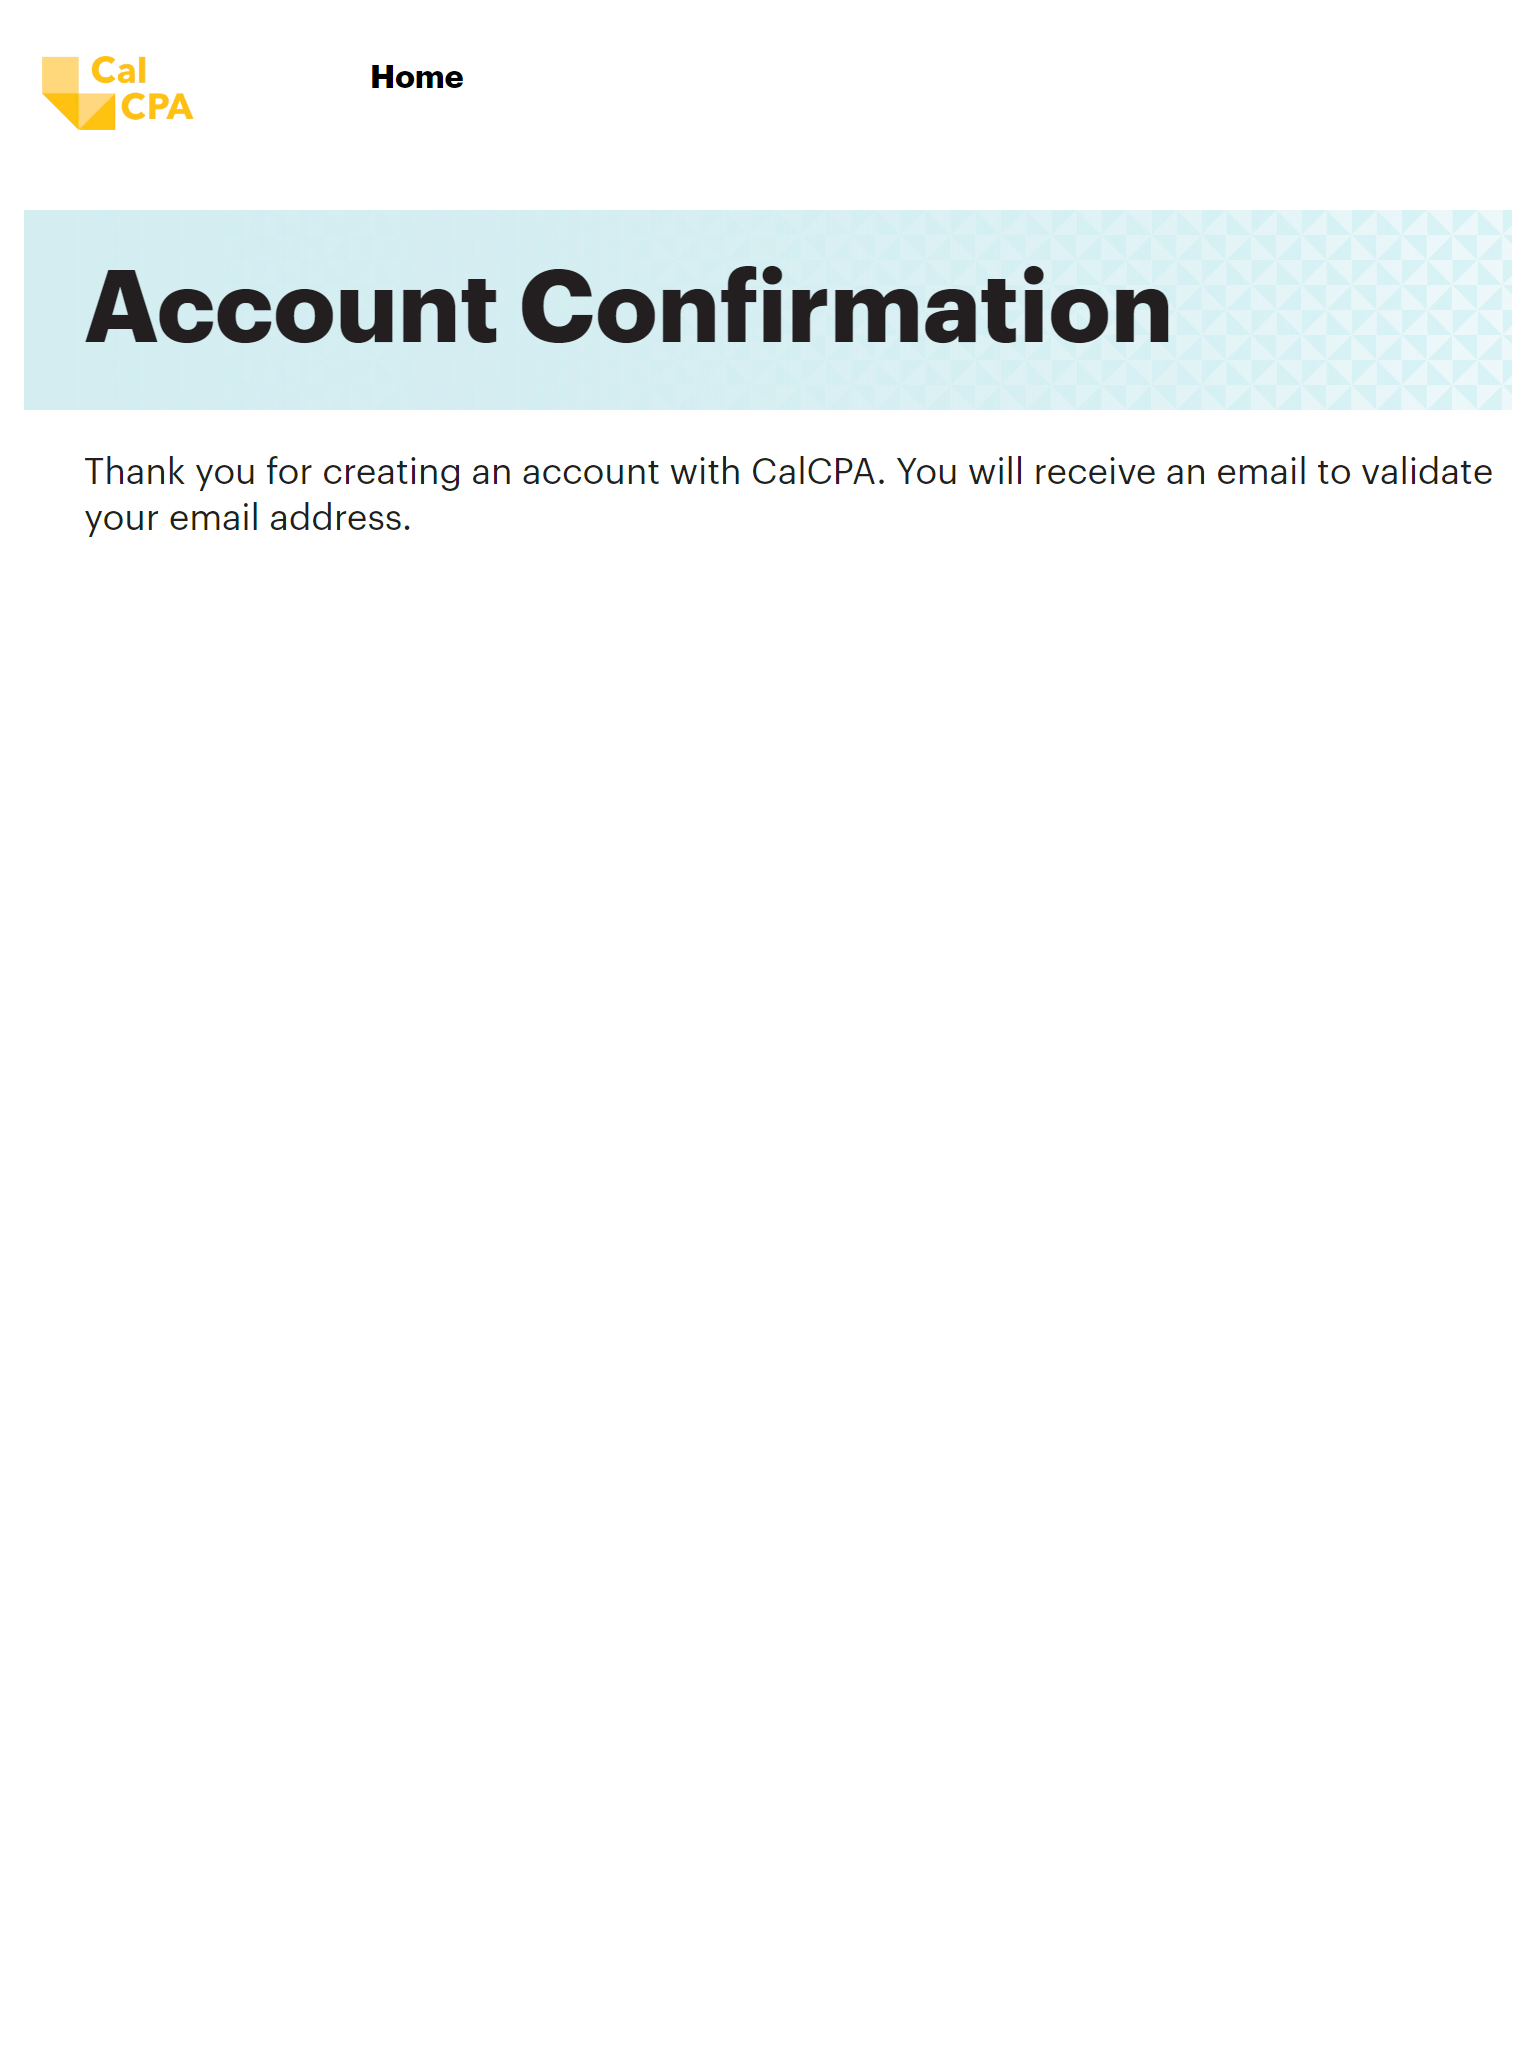 Cal
CPA
Home
Account Confirmation
Thank you for creating an account with CalCPA. You will receive an email to validate
your email address.